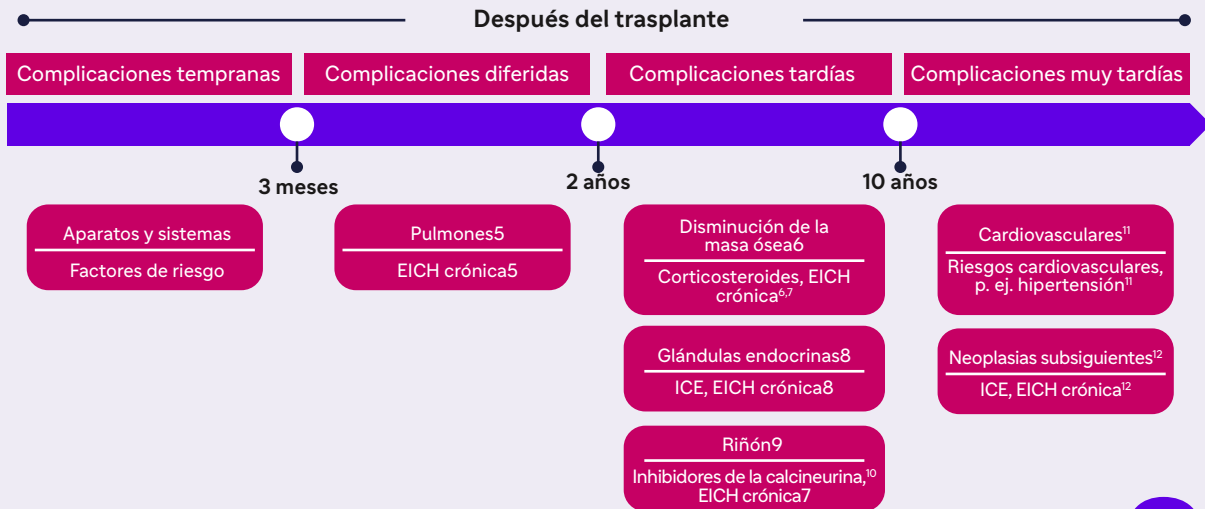 Después del trasplante
Complicaciones tempranas
Complicaciones diferidas
Complicaciones tardías
Complicaciones muy tardías
3 meses
2 años
10 años
Aparatos y sistemas
Factores de riesgo
Pulmones5
EICH crónica5
Disminución de la
masa ósea6
Corticosteroides, EICH
crónica⁶,⁷
Glándulas endocrinas8
ICE, EICH crónica8
Riñón9
Inhibidores de la calcineurina,¹⁰
EICH crónica7
Cardiovasculares¹¹
Riesgos cardiovasculares,
p. ej. hipertensión¹¹
Neoplasias subsiguientes¹²
ICE, EICH crónica¹²